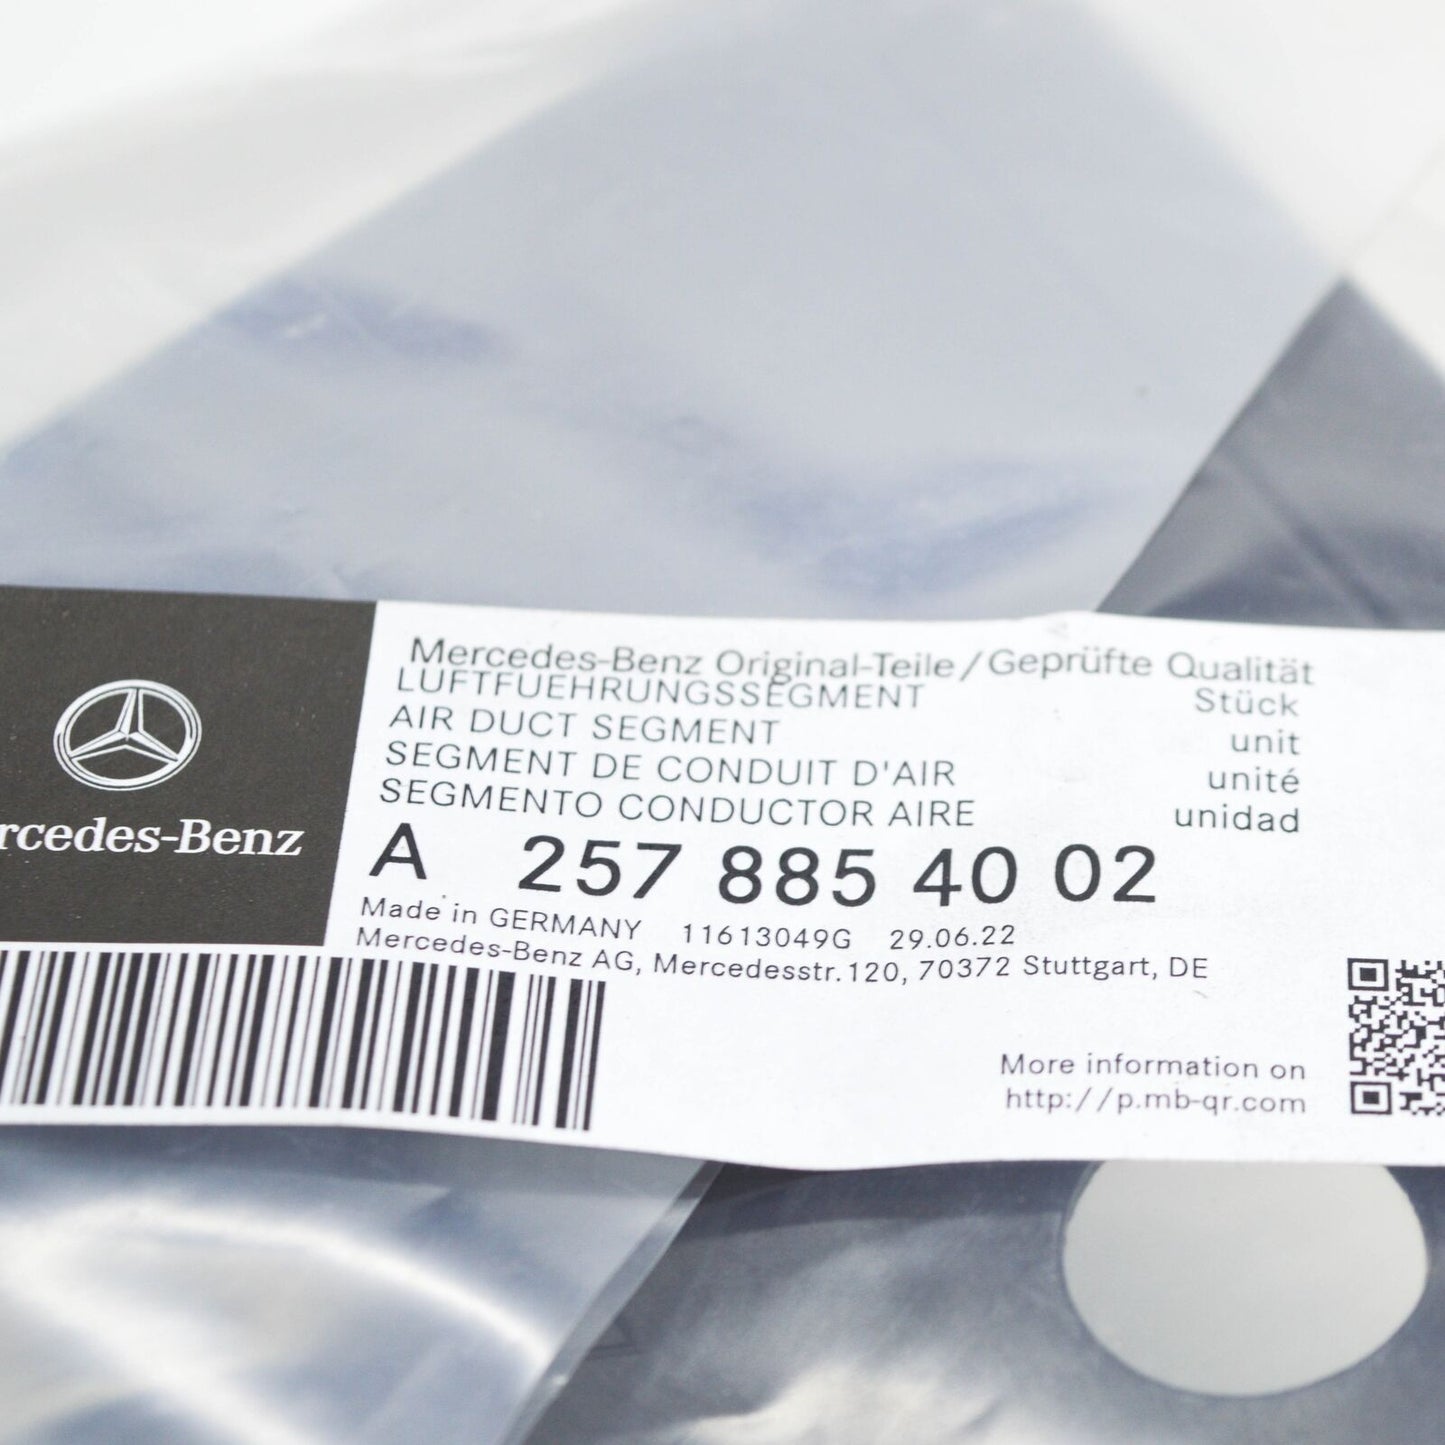 Mercedes-Benz Original-Teile/Geprüfte Qualität
LUFTFUEHRUNGSSEGMENT Stück
AIR DUCT SEGMENT unit
SEGMENT DE CONDUIT D'AIR unité
SEGMENTO CONDUCTOR AIRE unidad
rcedes-Benz
A 257 885 40 02
Made in GERMANY 11613049G 29.06.22
Mercedes-Benz AG, Mercedesstr.120, 70372 Stuttgart, DE
More information on
http://p.mb-qr.com